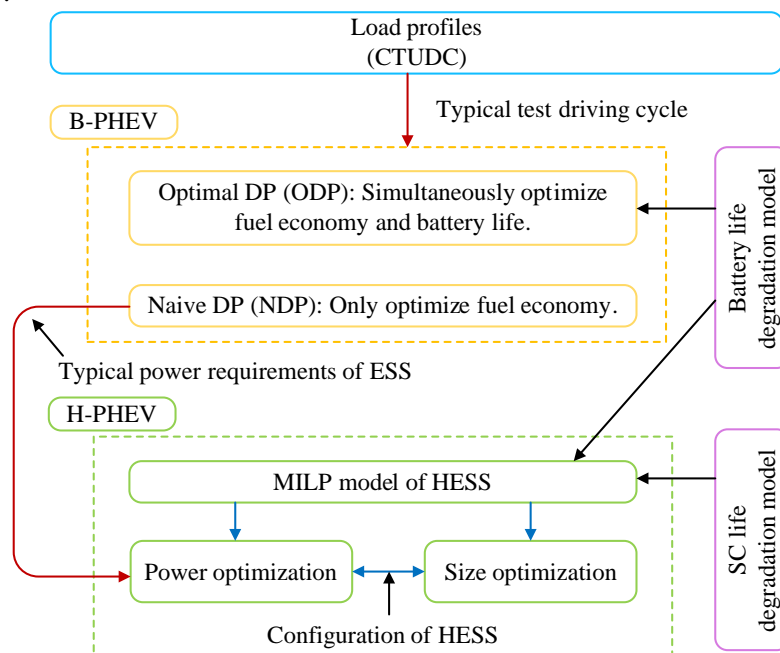 Load profiles
(CTUDC)
Typical test driving cycle
B-PHEV
Optimal DP (ODP): Simultaneously optimize
fuel economy and battery life.
Naive DP (NDP): Only optimize fuel economy.
Battery life
degradation model
Typical power requirements of ESS
H-PHEV
MILP model of HESS
Power optimization
Size optimization
Configuration of HESS
SC life
degradation model